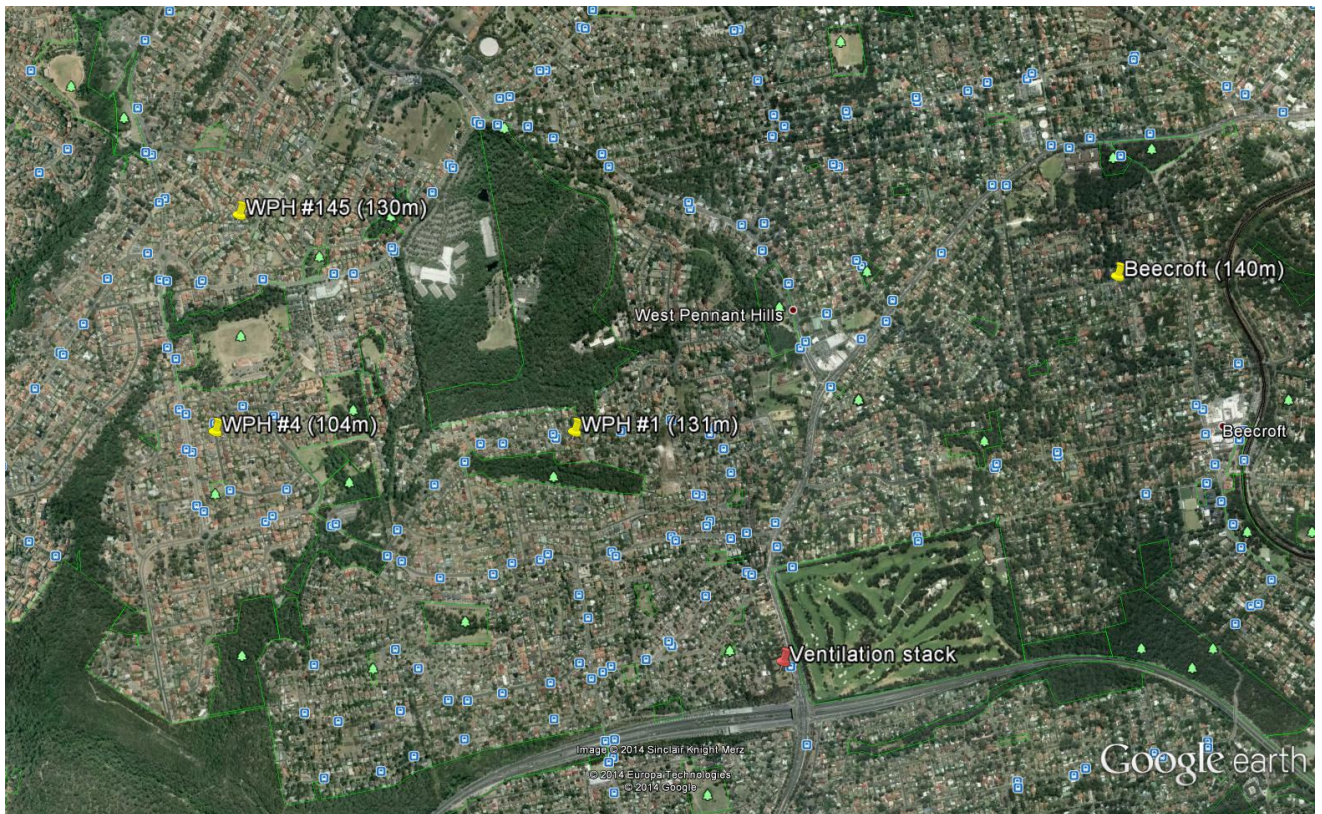 WPH #145 (130m)
Beecroft (140m)
West Pennant Hills
WPH #4 (104m)
WPH #1 (131m)
Beecroft
Ventilation stack
Image © 2014 Sinclair Knight Merz
© 2014 Europa Technologies
© 2014 Google
Google earth